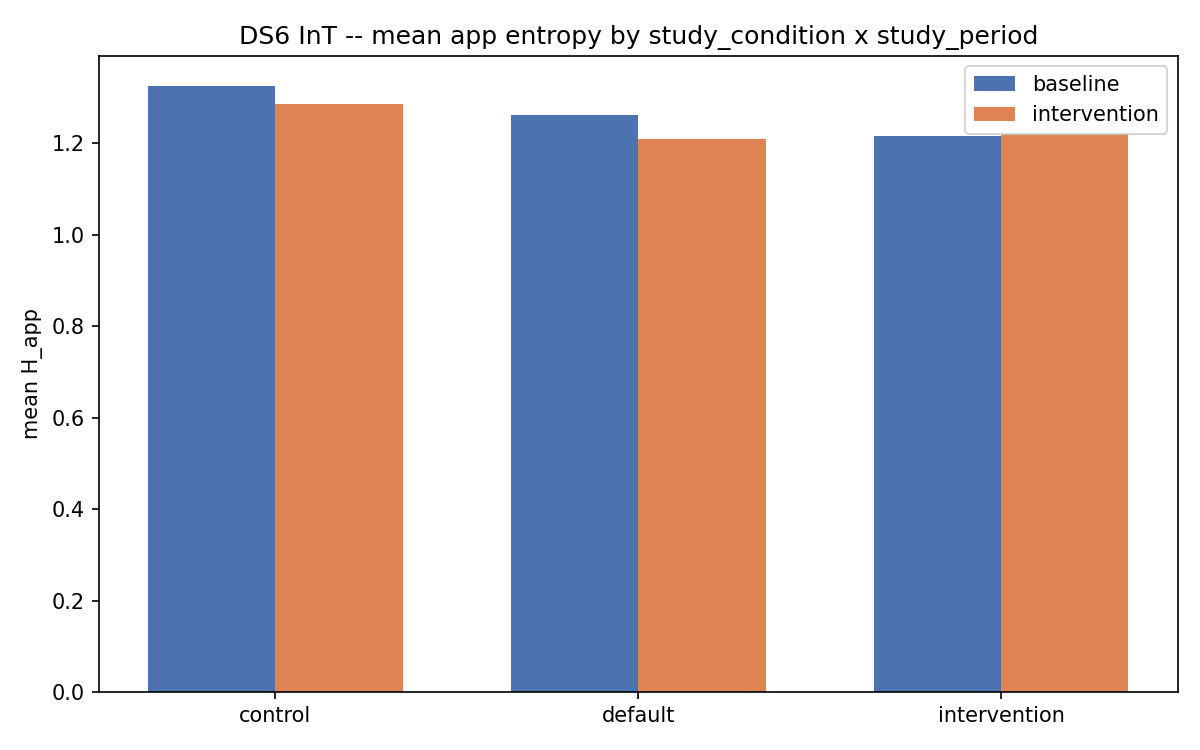 DS6 InT -- mean app entropy by study_condition x study_period
baseline
intervention
mean H_app
1.2
1.0
0.8
0.6
0.4
0.2
0.0
control
default
intervention